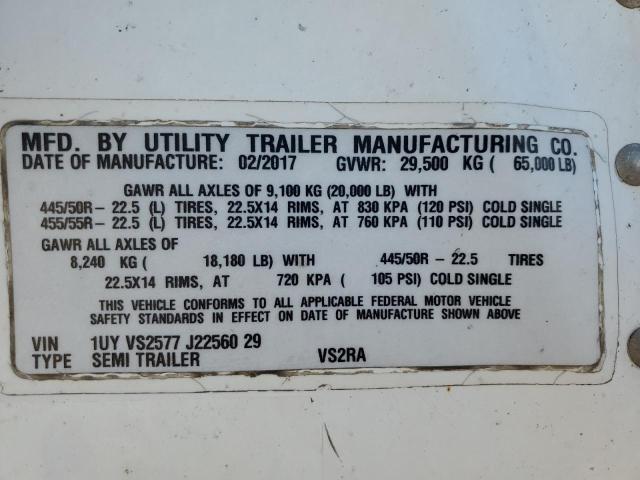 MFD. BY UTILITY TRAILER MANUFACTURING CO.
DATE OF MANUFACTURE: 02/2017 GVWR: 29,500 KG ( 65,000 LB)
GAWR ALL AXLES OF 9,100 KG (20,000 LB) WITH
445/50R- 22.5 (L) TIRES, 22.5X14 RIMS, AT 830 KPA (120 PSI) COLD SINGLE
455/55R- 22.5 (L) TIRES, 22.5X14 RIMS, AT 760 KPA (110 PSI) COLD SINGLE
GAWR ALL AXLES OF
8,240 KG ( 18,180 LB) WITH 445/50R - 22.5 TIRES
22.5X14 RIMS, AT 720 KPA ( 105 PSI) COLD SINGLE
THIS VEHICLE CONFORMS TO ALL APPLICABLE FEDERAL MOTOR VEHICLE
SAFETY STANDARDS IN EFFECT ON DATE OF MANUFACTURE SHOWN ABOVE
VIN 1UY VS2577 J22560 29
TYPE SEMI TRAILER VS2RA